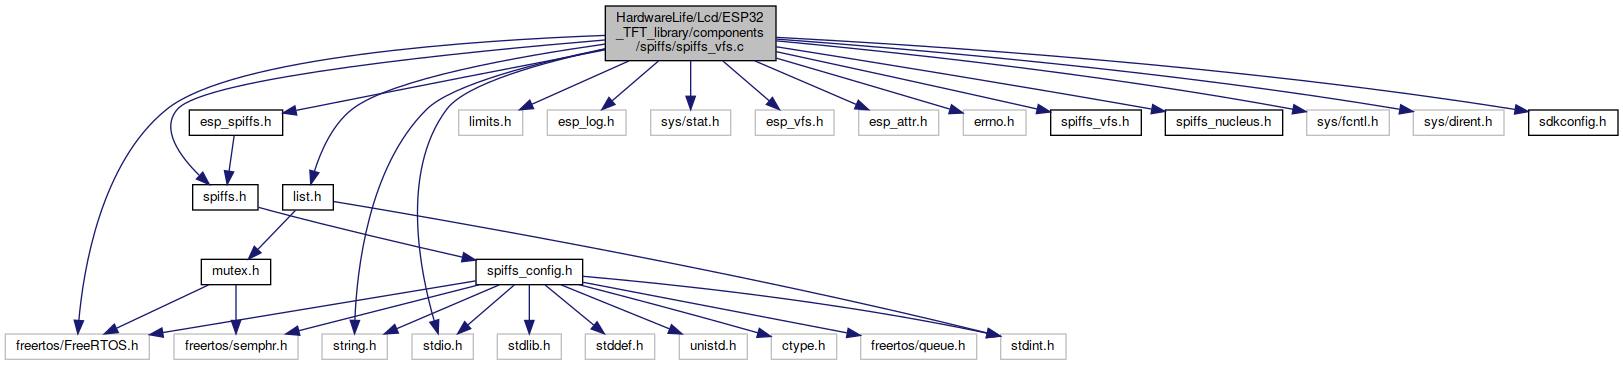 HardwareLife/Lcd/ESP32
_TFT_library/components
/spiffs/spiffs_vfs.c
esp_spiffs.h
limits.h
esp_log.h
sys/stat.h
esp_vfs.h
esp_attr.h
errno.h
spiffs_vfs.h
spiffs_nucleus.h
sys/fcntl.h
sys/dirent.h
sdkconfig.h
spiffs.h
list.h
mutex.h
spiffs_config.h
freertos/FreeRTOS.h
freertos/semphr.h
string.h
stdio.h
stdlib.h
stddef.h
unistd.h
ctype.h
freertos/queue.h
stdint.h